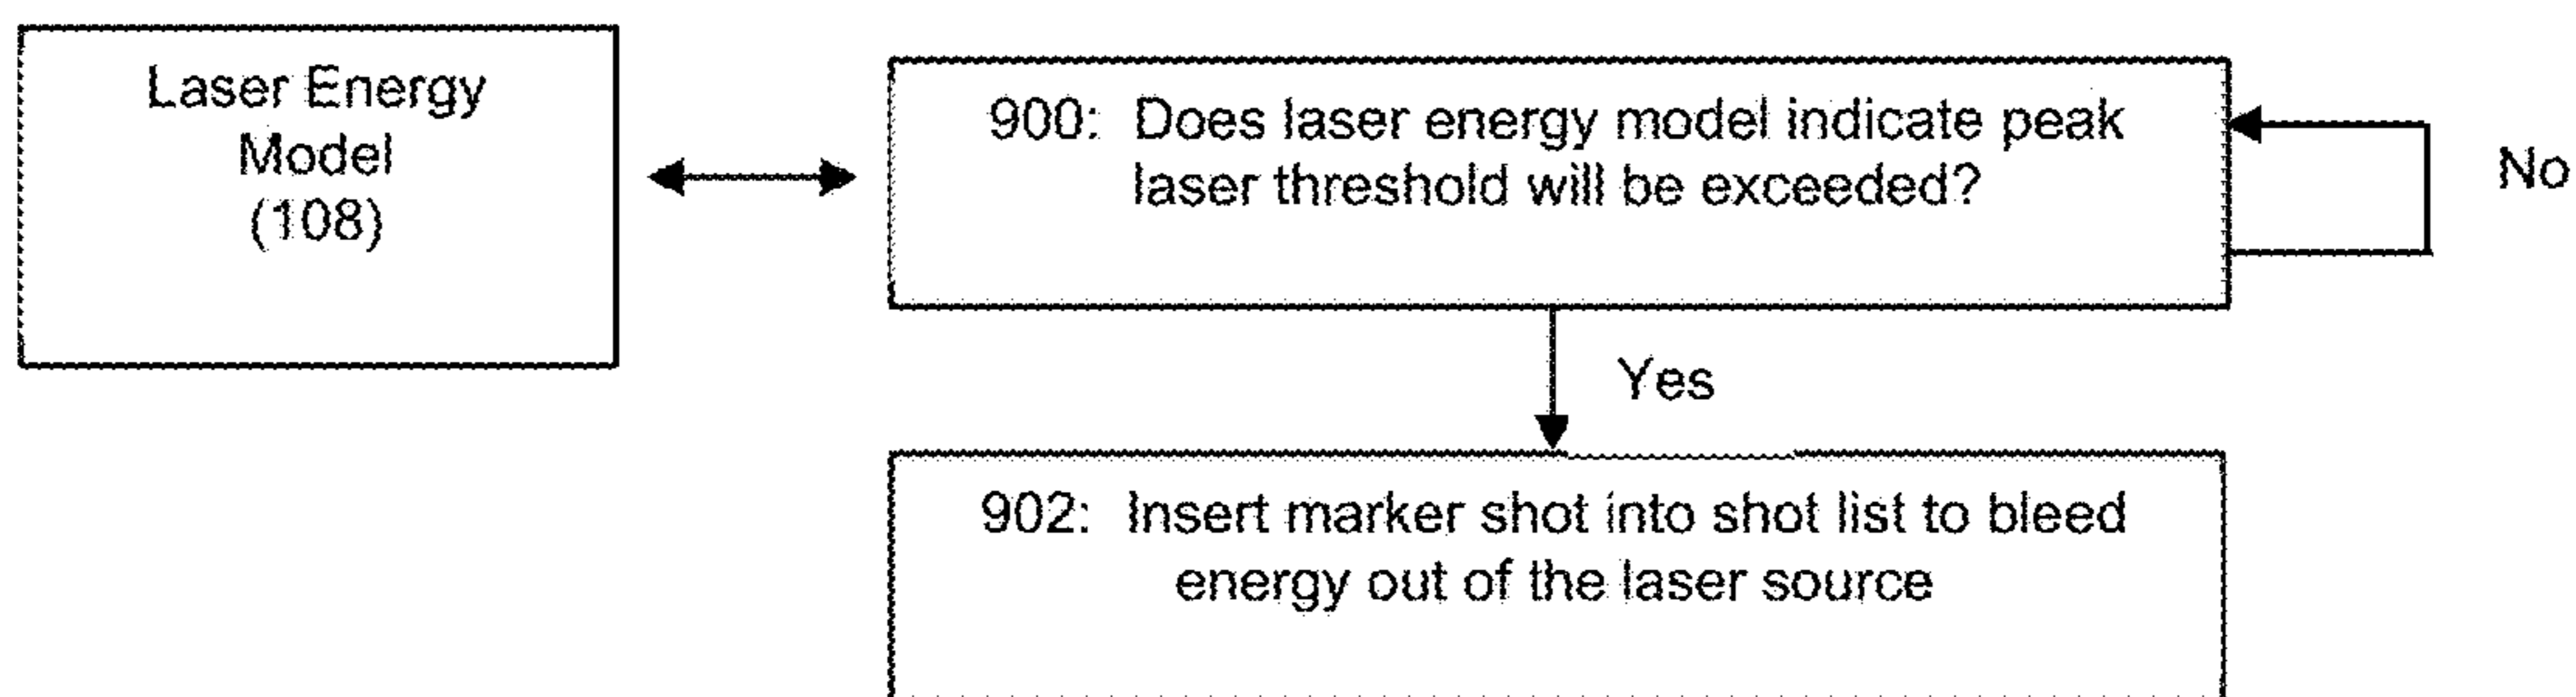 Laser Energy
Model
(108)
900: Does laser energy model indicate peak
laser threshold will be exceeded?
No
Yes
902: Insert marker shot into shot list to bleed
energy out of the laser source